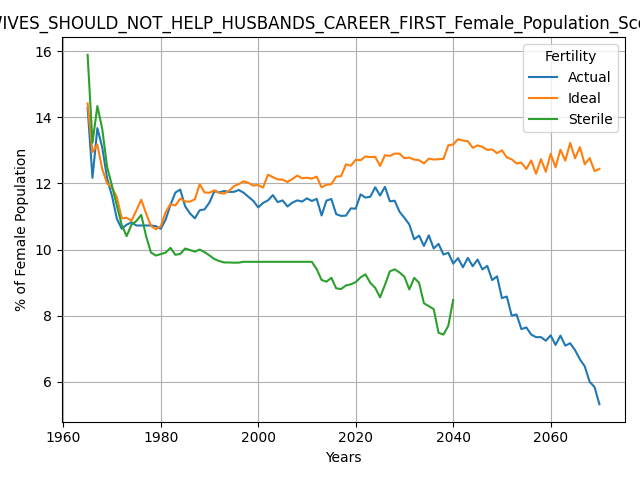 WIVES_SHOULD_NOT_HELP_HUSBANDS_CAREER_FIRST_Female_Population_Sco
Fertility
Actual
Ideal
Sterile
% of Female Population
16
14
12
10
8
6
1960
1980
2000
2020
2040
2060
Years